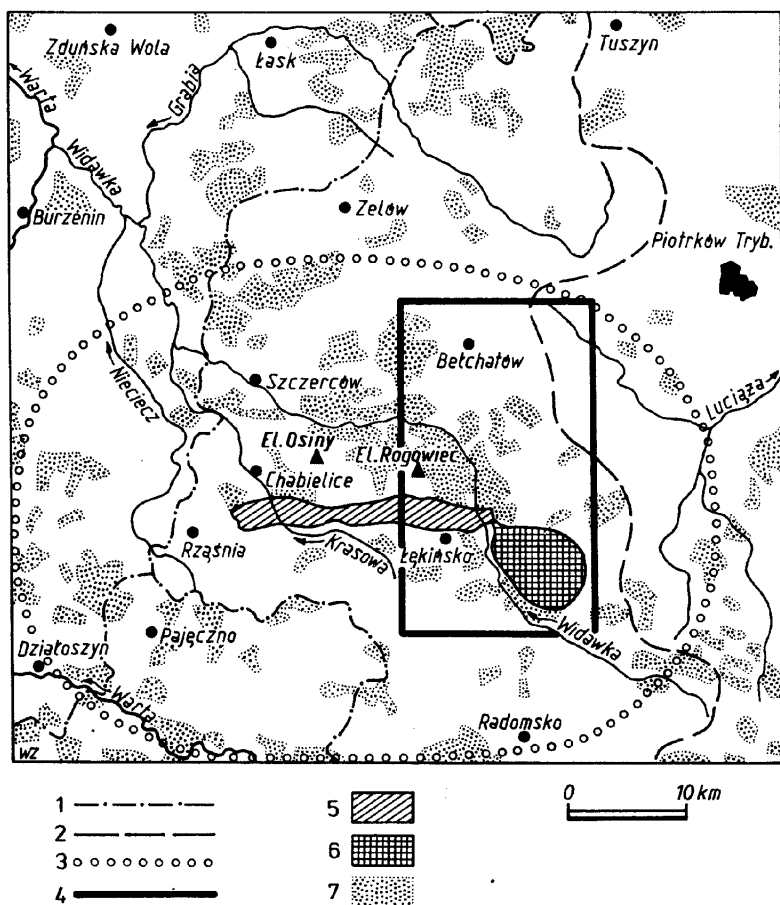 Zduńska Wola
Tuszyn
Łask
Warta
Grabia
Widawka
Burzenin
Zelów
Piotrków Tryb.
Bełchatów
Nieciecz
Szczerców
Luciąża
El. Osiny
El. Rogowiec
Chabielice
Rząśnia
Krasowa
Łękińsko
Pajęczno
Widawka
Działoszyn
Warta
Radomsko
WZ
1
2
3
4
5
6
7
0 10 km